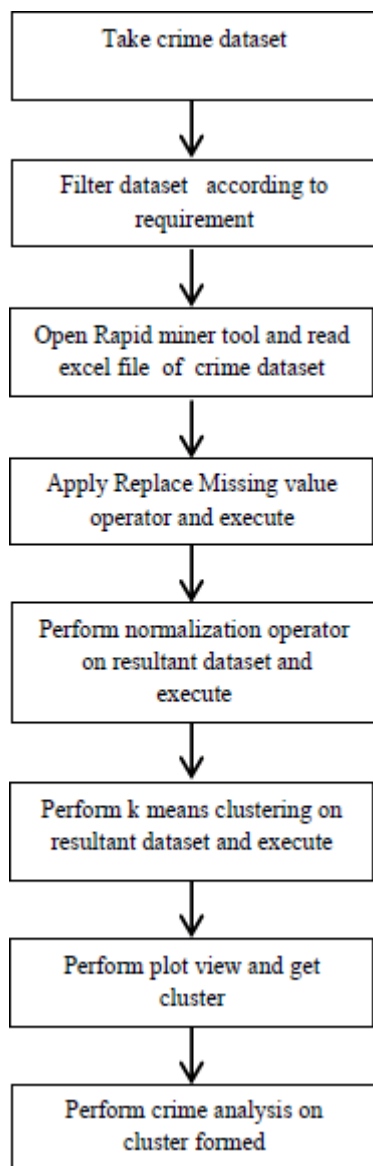 Take crime dataset
Filter dataset according to
requirement
Open Rapid miner tool and read
excel file of crime dataset
Apply Replace Missing value
operator and execute
Perform normalization operator
on resultant dataset and
execute
Perform k means clustering on
resultant dataset and execute
Perform plot view and get
cluster
Perform crime analysis on
cluster formed